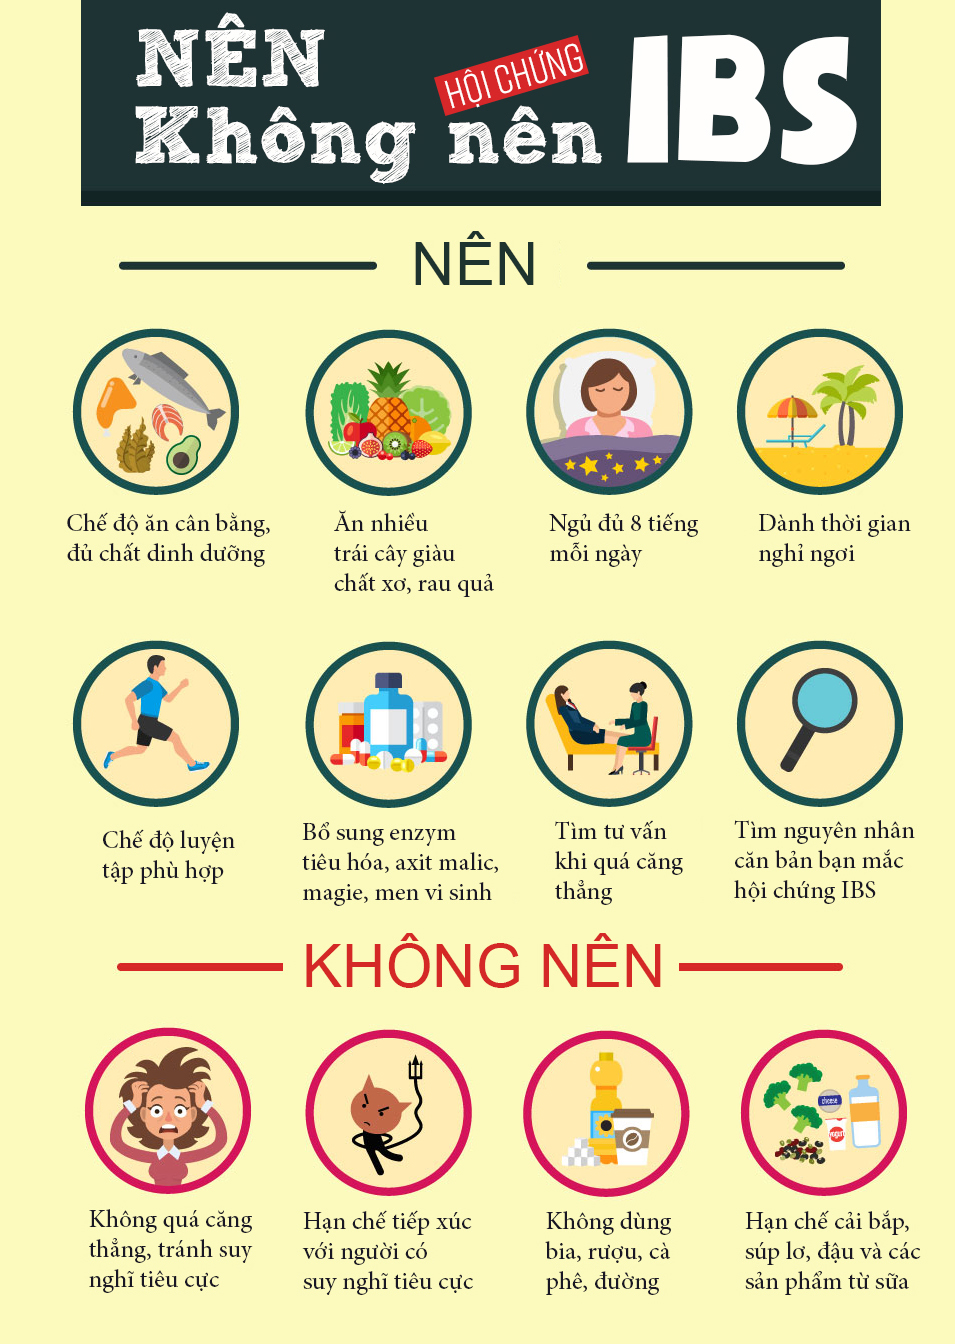 NÊN
Không nên
HỘI CHỨNG
IBS
NÊN
Chế độ ăn cân bằng,
đủ chất dinh dưỡng
Ăn nhiều
trái cây giàu
chất xơ, rau quả
Ngủ đủ 8 tiếng
mỗi ngày
Dành thời gian
nghỉ ngơi
Chế độ luyện
tập phù hợp
Bổ sung enzym
tiêu hóa, axit malic,
magie, men vi sinh
Tìm tư vấn
khi quá căng
thẳng
Tìm nguyên nhân
căn bản bạn mắc
hội chứng IBS
KHÔNG NÊN
cheese
yogurt
Không quá căng
thẳng, tránh suy
nghĩ tiêu cực
Hạn chế tiếp xúc
với người có
suy nghĩ tiêu cực
Không dùng
bia, rượu, cà
phê, đường
Hạn chế cải bắp,
súp lơ, đậu và các
sản phẩm từ sữa